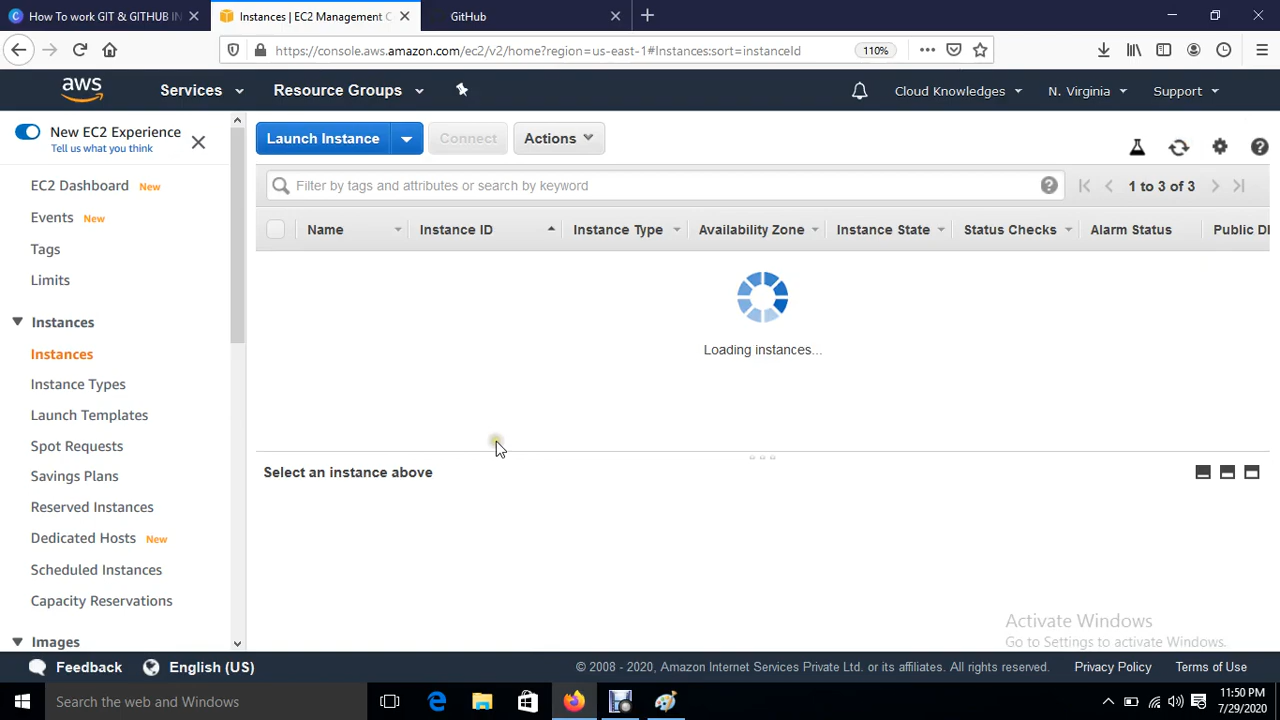 How To work GIT & GITHUB IN
Instances | EC2 Management C
GitHub
https://console.aws.amazon.com/ec2/v2/home?region=us-east-1#Instances:sort=instanceId
110%
aws
Services
Resource Groups
Cloud Knowledges
N. Virginia
Support
New EC2 Experience
Tell us what you think
Launch Instance
Connect
Actions
EC2 Dashboard New
Events New
Tags
Limits
Instances
Instances
Instance Types
Launch Templates
Spot Requests
Savings Plans
Reserved Instances
Dedicated Hosts New
Scheduled Instances
Capacity Reservations
Images
Filter by tags and attributes or search by keyword
1 to 3 of 3
Name
Instance ID
Instance Type
Availability Zone
Instance State
Status Checks
Alarm Status
Public DI
Loading instances...
Select an instance above
Activate Windows
Go to Settings to activate Windows.
Feedback
English (US)
© 2008 - 2020, Amazon Internet Services Private Ltd. or its affiliates. All rights reserved.
Privacy Policy
Terms of Use
Search the web and Windows
11:50 PM
7/29/2020